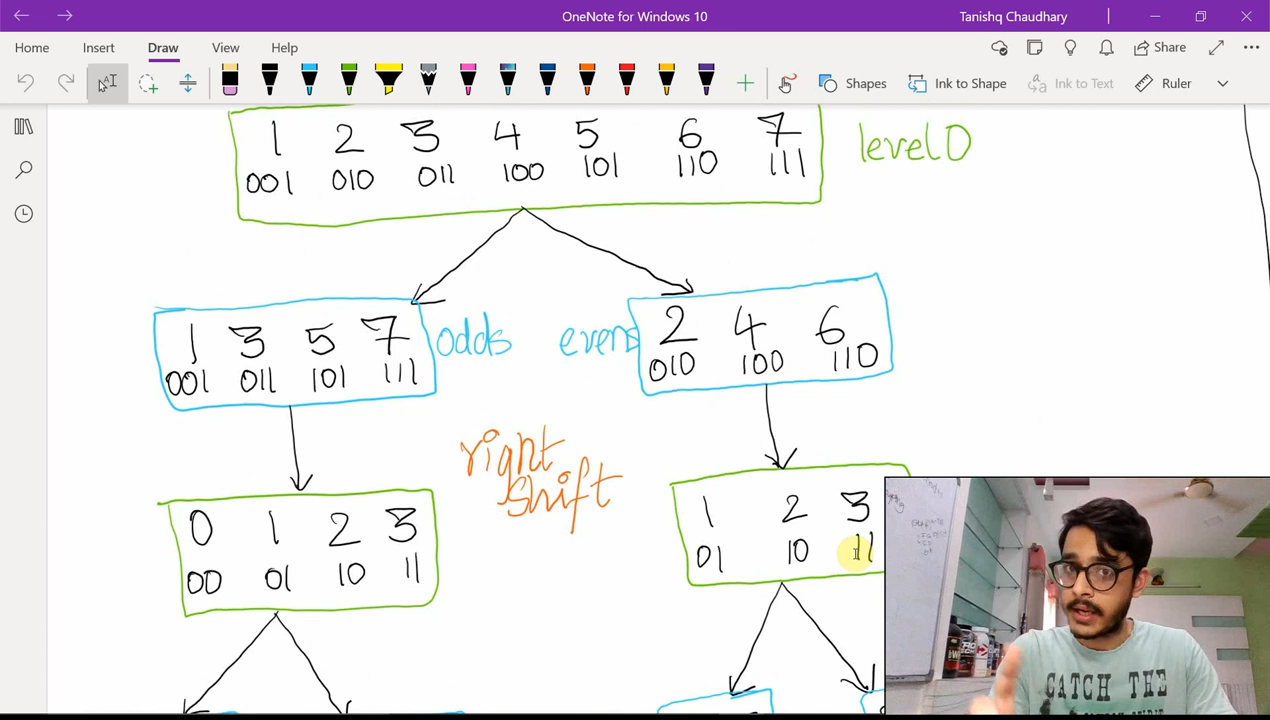 OneNote for Windows 10
Tanishq Chaudhary
Home Insert Draw View Help
Share
Shapes
Ink to Shape
Ink to Text
Ruler
1 2 3 4 5 6 7
001 010 011 100 101 110 111
level 0
1 3 5 7
001 011 101 111
odds
evens
2 4 6
010 100 110
right
shift
0 1 2 3
00 01 10 11
1 2 3
01 10 11
CATCH THE